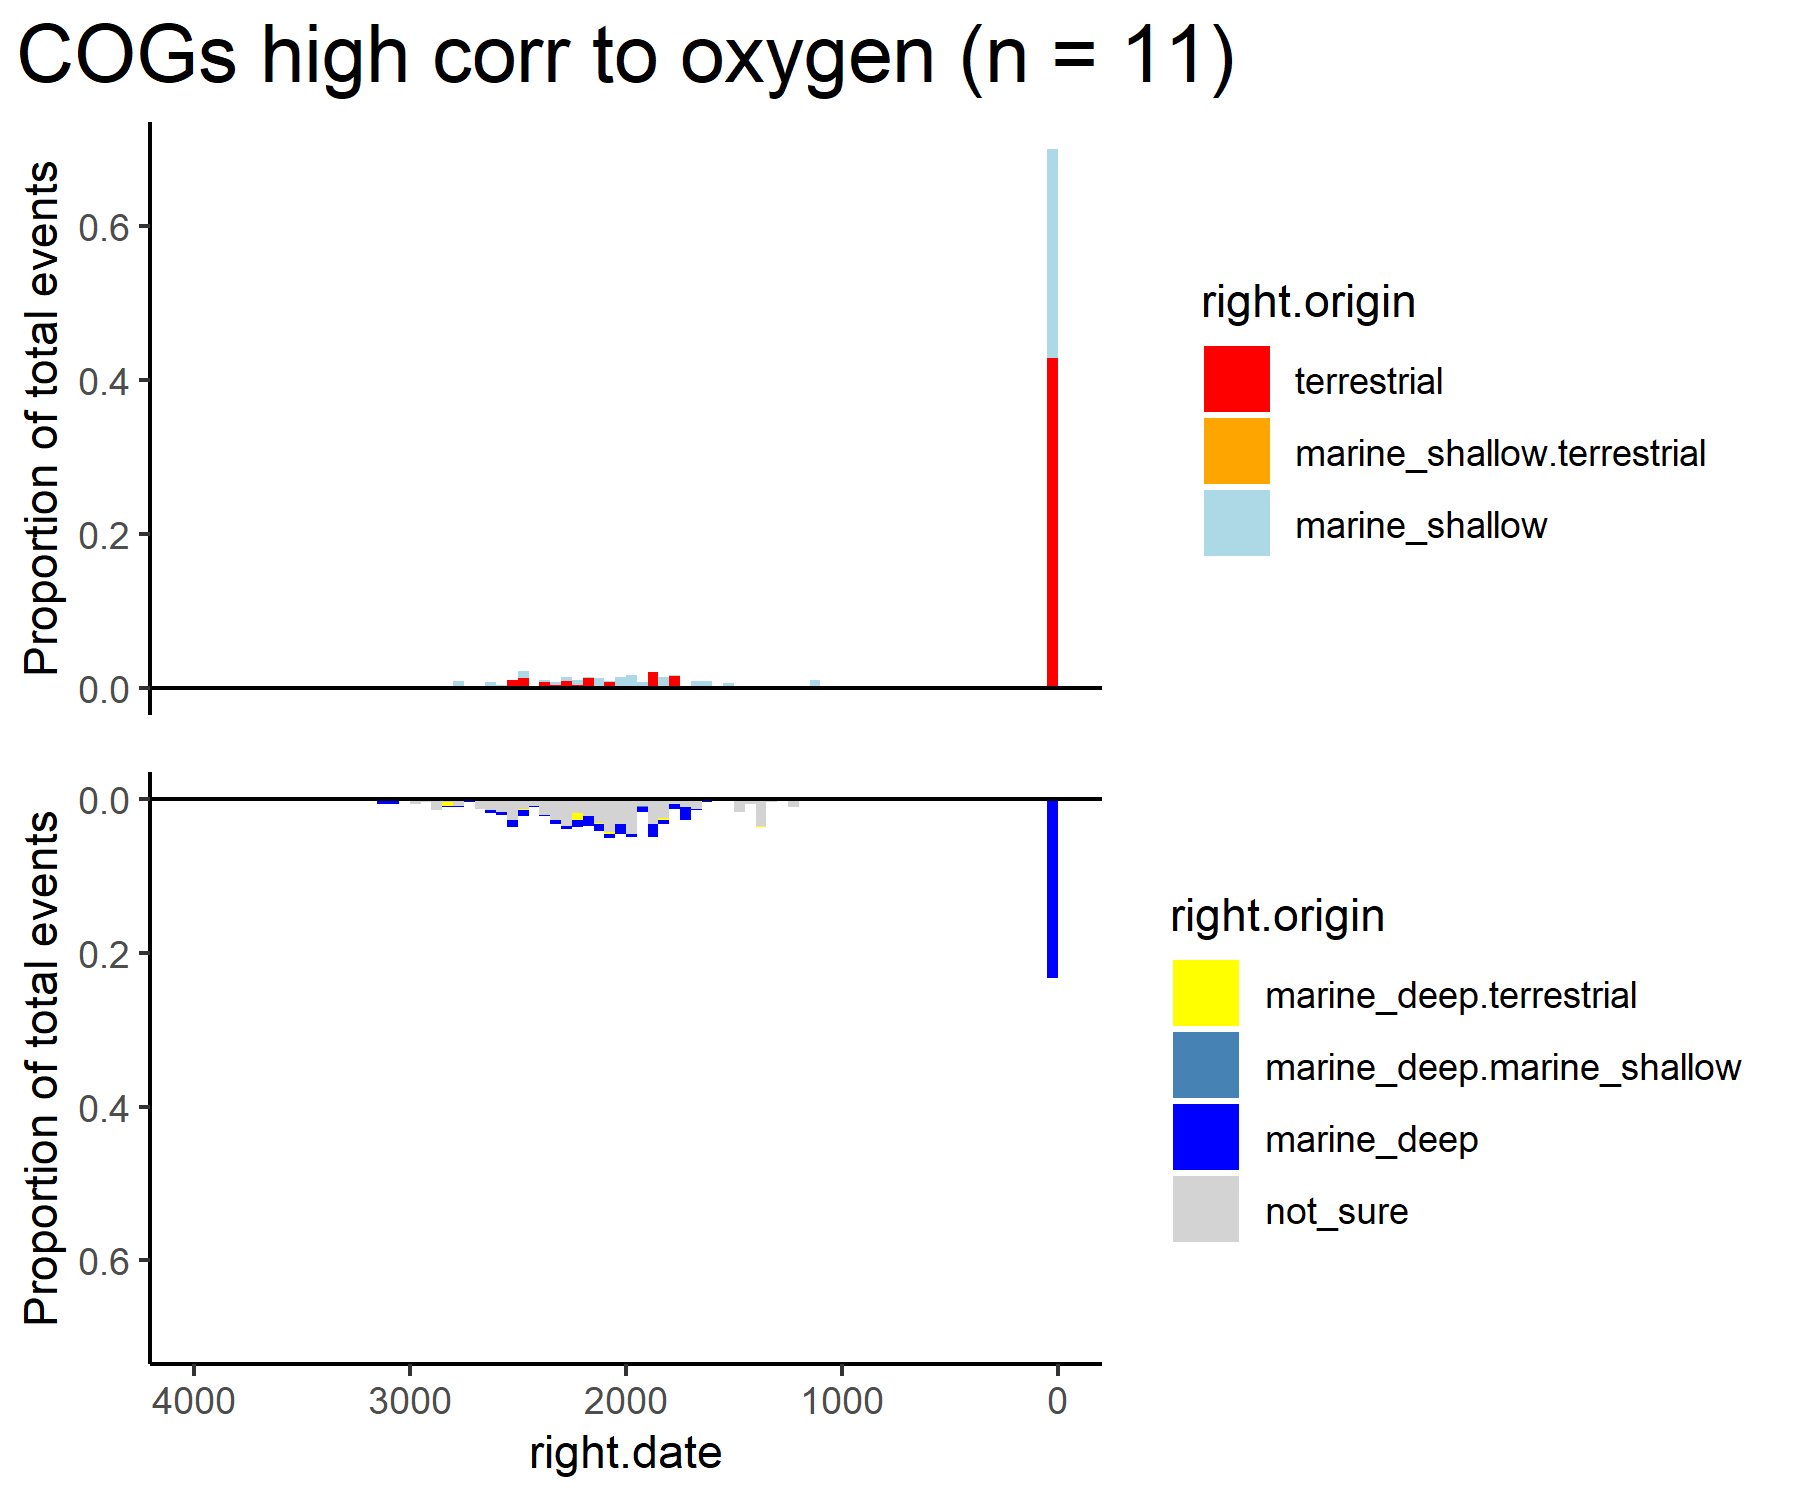 COGs high corr to oxygen (n = 11)
Proportion of total events
0.6
0.4
0.2
0.0
right.origin
terrestrial
marine_shallow.terrestrial
marine_shallow
Proportion of total events
0.0
0.2
0.4
0.6
right.origin
marine_deep.terrestrial
marine_deep.marine_shallow
marine_deep
not_sure
4000 3000 2000 1000 0
right.date